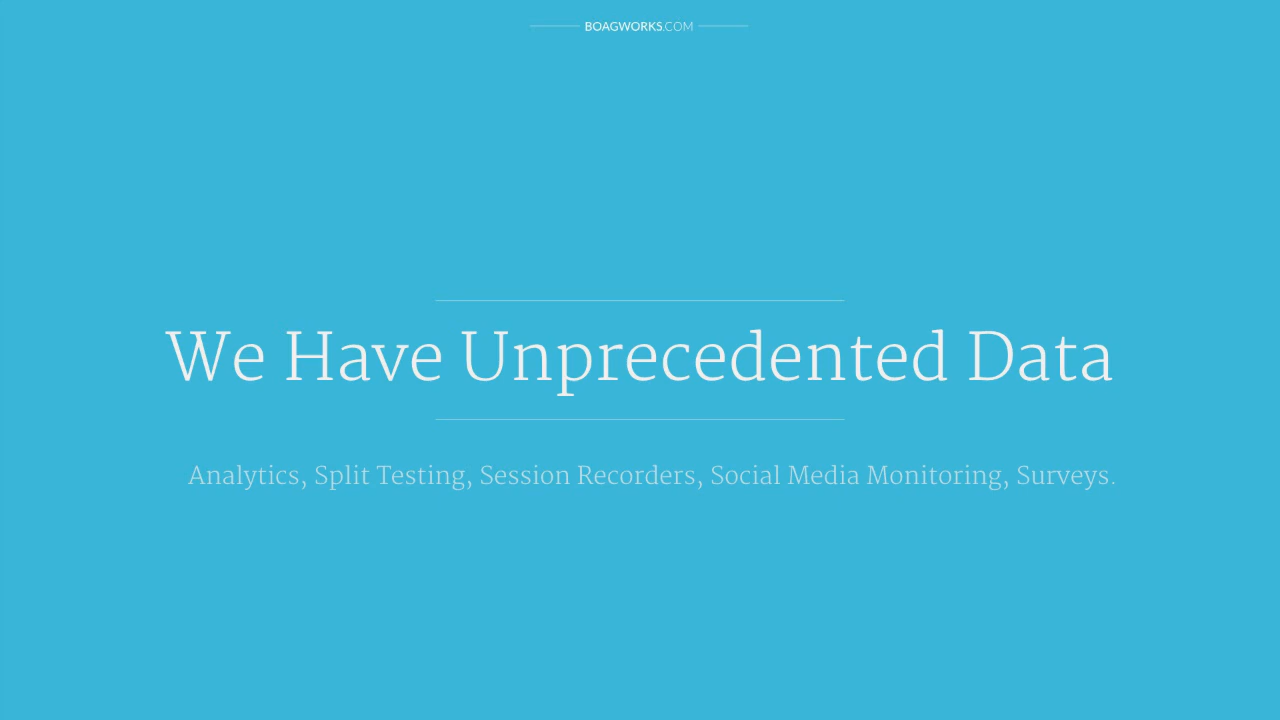 BOAGWORKS.COM
We Have Unprecedented Data
Analytics, Split Testing, Session Recorders, Social Media Monitoring, Surveys.